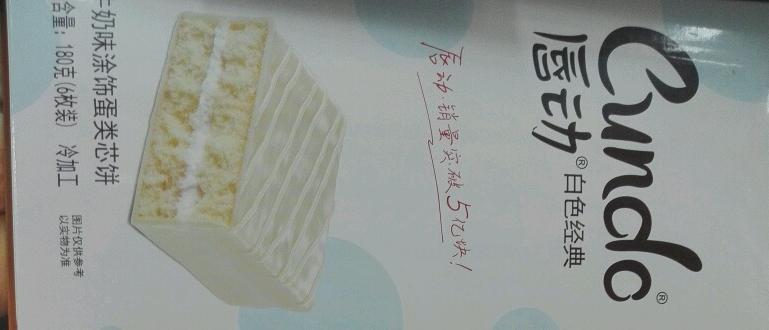 Cundo®
唇动®白色经典
唇动·销量突破5亿块!
牛奶味涂饰蛋类芯饼
含量：180克(6枚装) 冷加工
图片仅供参考
以实物为准